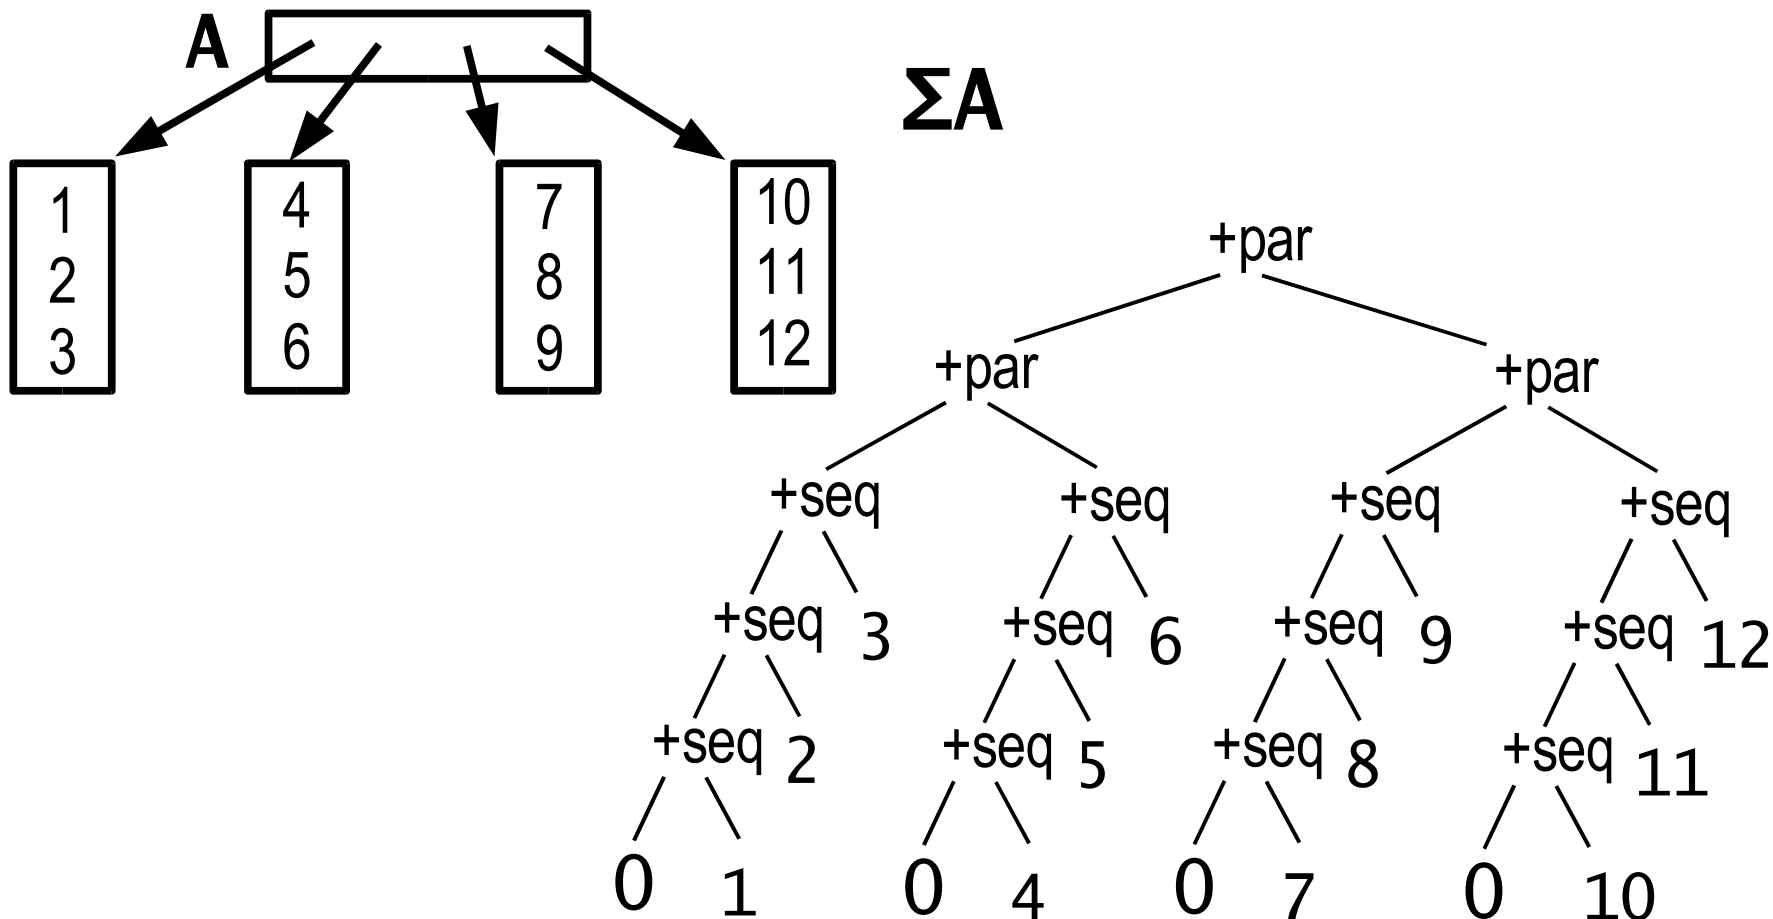 A
ΣA
1
2
3
4
5
6
7
8
9
10
11
12
+par
+par +par
+seq +seq +seq +seq
+seq 3 +seq 6 +seq 9 +seq 12
+seq 2 +seq 5 +seq 8 +seq 11
0 1 0 4 0 7 0 10